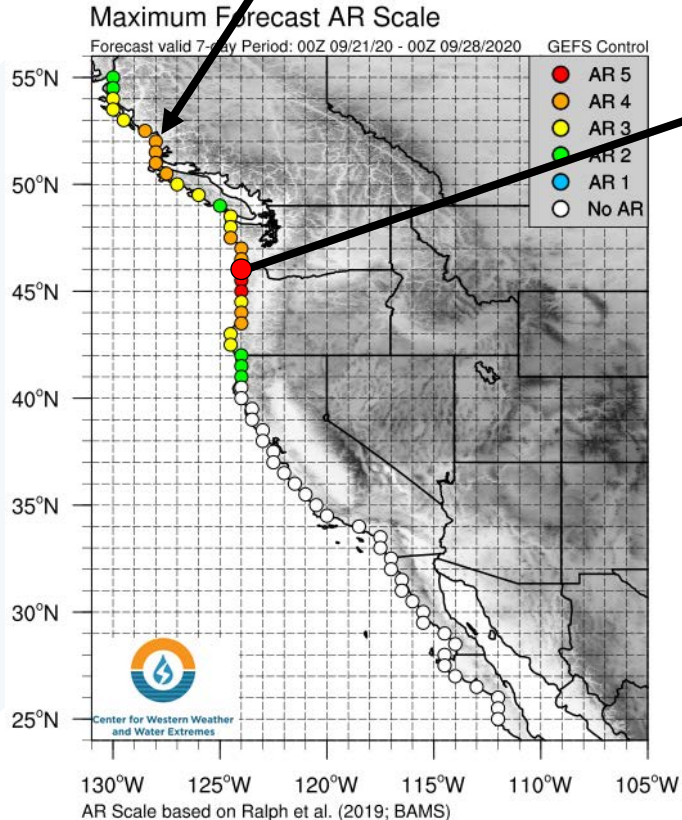 Maximum Forecast AR Scale
Forecast valid 7-day Period: 00Z 09/21/20 - 00Z 09/28/2020 GEFS Control
AR 5
AR 4
AR 3
AR 2
AR 1
No AR
55°N
50°N
45°N
40°N
35°N
30°N
25°N
Center for Western Weather
and Water Extremes
130°W 125°W 120°W 115°W 110°W 105°W
AR Scale based on Ralph et al. (2019; BAMS)